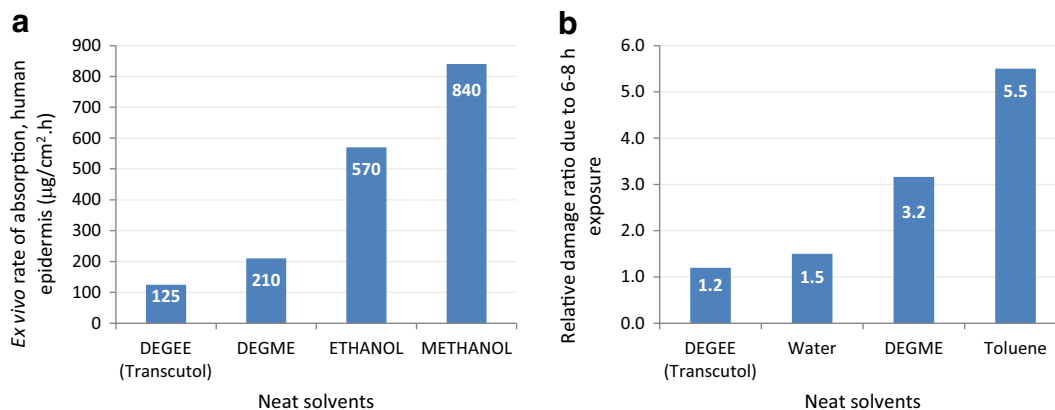 a
Ex vivo rate of absorption, human
epidermis (µg/cm².h)
900
800
700
600
500
400
300
200
100
0
125
210
570
840
DEGEE
(Transcutol)
DEGME
ETHANOL
METHANOL
Neat solvents
b
Relative damage ratio due to 6-8 h
exposure
6.0
5.0
4.0
3.0
2.0
1.0
0.0
1.2
1.5
3.2
5.5
DEGEE
(Transcutol)
Water
DEGME
Toluene
Neat solvents